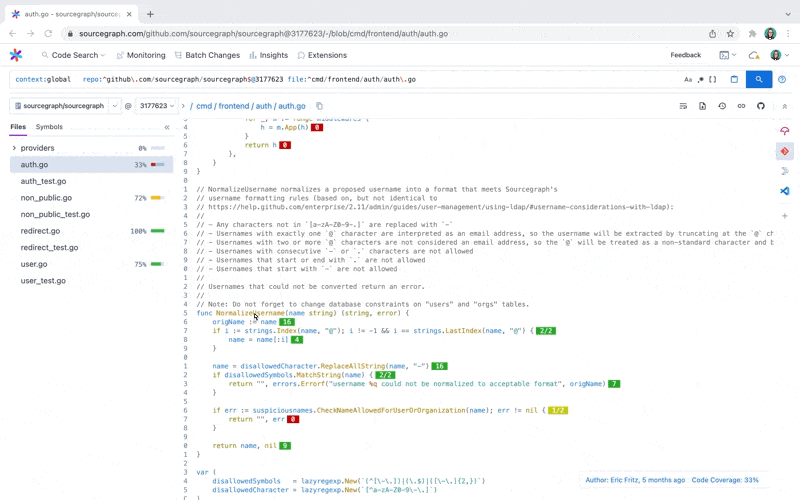 auth.go - sourcegraph/sourceg
sourcegraph.com/github.com/sourcegraph/sourcegraph@3177623/-/blob/cmd/frontend/auth/auth.go
Code Search Monitoring Batch Changes Insights Extensions Feedback
context:global repo:^github\.com/sourcegraph/sourcegraph$@3177623 file:^cmd/frontend/auth/auth\.go Aa .* []
sourcegraph/sourcegraph @ 3177623 / cmd / frontend / auth / auth.go
Files Symbols
providers 0%
auth.go 33%
auth_test.go
non_public.go 72%
non_public_test.go
redirect.go 100%
redirect_test.go
user.go 75%
user_test.go
4 h = m.App(h) 0
5 }
6 return h 0
7 },
8 }
9 }
0
1 // NormalizeUsername normalizes a proposed username into a format that meets Sourcegraph's
2 // username formatting rules (based on, but not identical to
3 // https://help.github.com/enterprise/2.11/admin/guides/user-management/using-ldap/#username-considerations-with-ldap):
4 //
5 // - Any characters not in `[a-zA-Z0-9-.]` are replaced with `-`
6 // - Usernames with exactly one `@` character are interpreted as an email address, so the username will be extracted by truncating at the `@` ch
7 // - Usernames with two or more `@` characters are not considered an email address, so the `@` will be treated as a non-standard character and b
8 // - Usernames with consecutive `-` or `.` characters are not allowed
9 // - Usernames that start or end with `.` are not allowed
0 // - Usernames that start with `-` are not allowed
1 //
2 // Usernames that could not be converted return an error.
3 //
4 // Note: Do not forget to change database constraints on "users" and "orgs" tables.
5 func NormalizeUsername(name string) (string, error) {
6 origName := name 16
7 if i := strings.Index(name, "@"); i != -1 && i == strings.LastIndex(name, "@") { 2/2
8 name = name[:i] 4
9 }
0
1 name = disallowedCharacter.ReplaceAllString(name, "-") 16
2 if disallowedSymbols.MatchString(name) { 2/2
3 return "", errors.Errorf("username %q could not be normalized to acceptable format", origName) 7
4 }
5
6 if err := suspiciousnames.CheckNameAllowedForUserOrOrganization(name); err != nil { 1/2
7 return "", err 0
8 }
9
0 return name, nil 9
1 }
2
3 var (
4 disallowedSymbols = lazyregexp.New(`(^[\-\.])|(\.$)|([\-\.]{2,})`)
5 disallowedCharacter = lazyregexp.New(`[^a-zA-Z0-9\-\.]`)
Author: Eric Fritz, 5 months ago Code Coverage: 33%